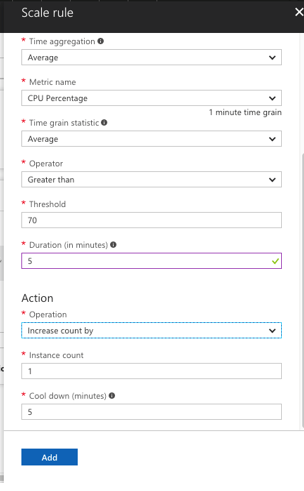 Scale rule
* Time aggregation
Average
* Metric name
CPU Percentage
1 minute time grain
* Time grain statistic
Average
* Operator
Greater than
* Threshold
70
* Duration (in minutes)
5
Action
* Operation
Increase count by
* Instance count
1
* Cool down (minutes)
5
Add